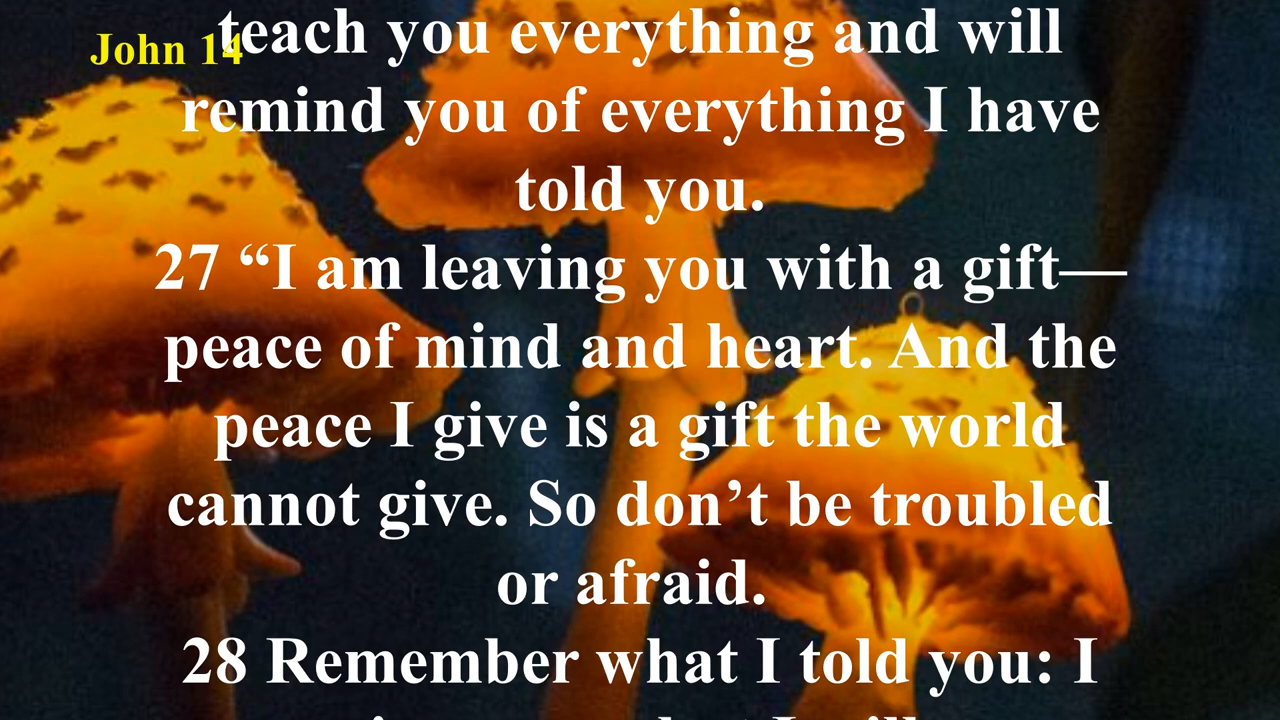 John 14
teach you everything and will
remind you of everything I have
told you.
27 “I am leaving you with a gift—
peace of mind and heart. And the
peace I give is a gift the world
cannot give. So don’t be troubled
or afraid.
28 Remember what I told you: I